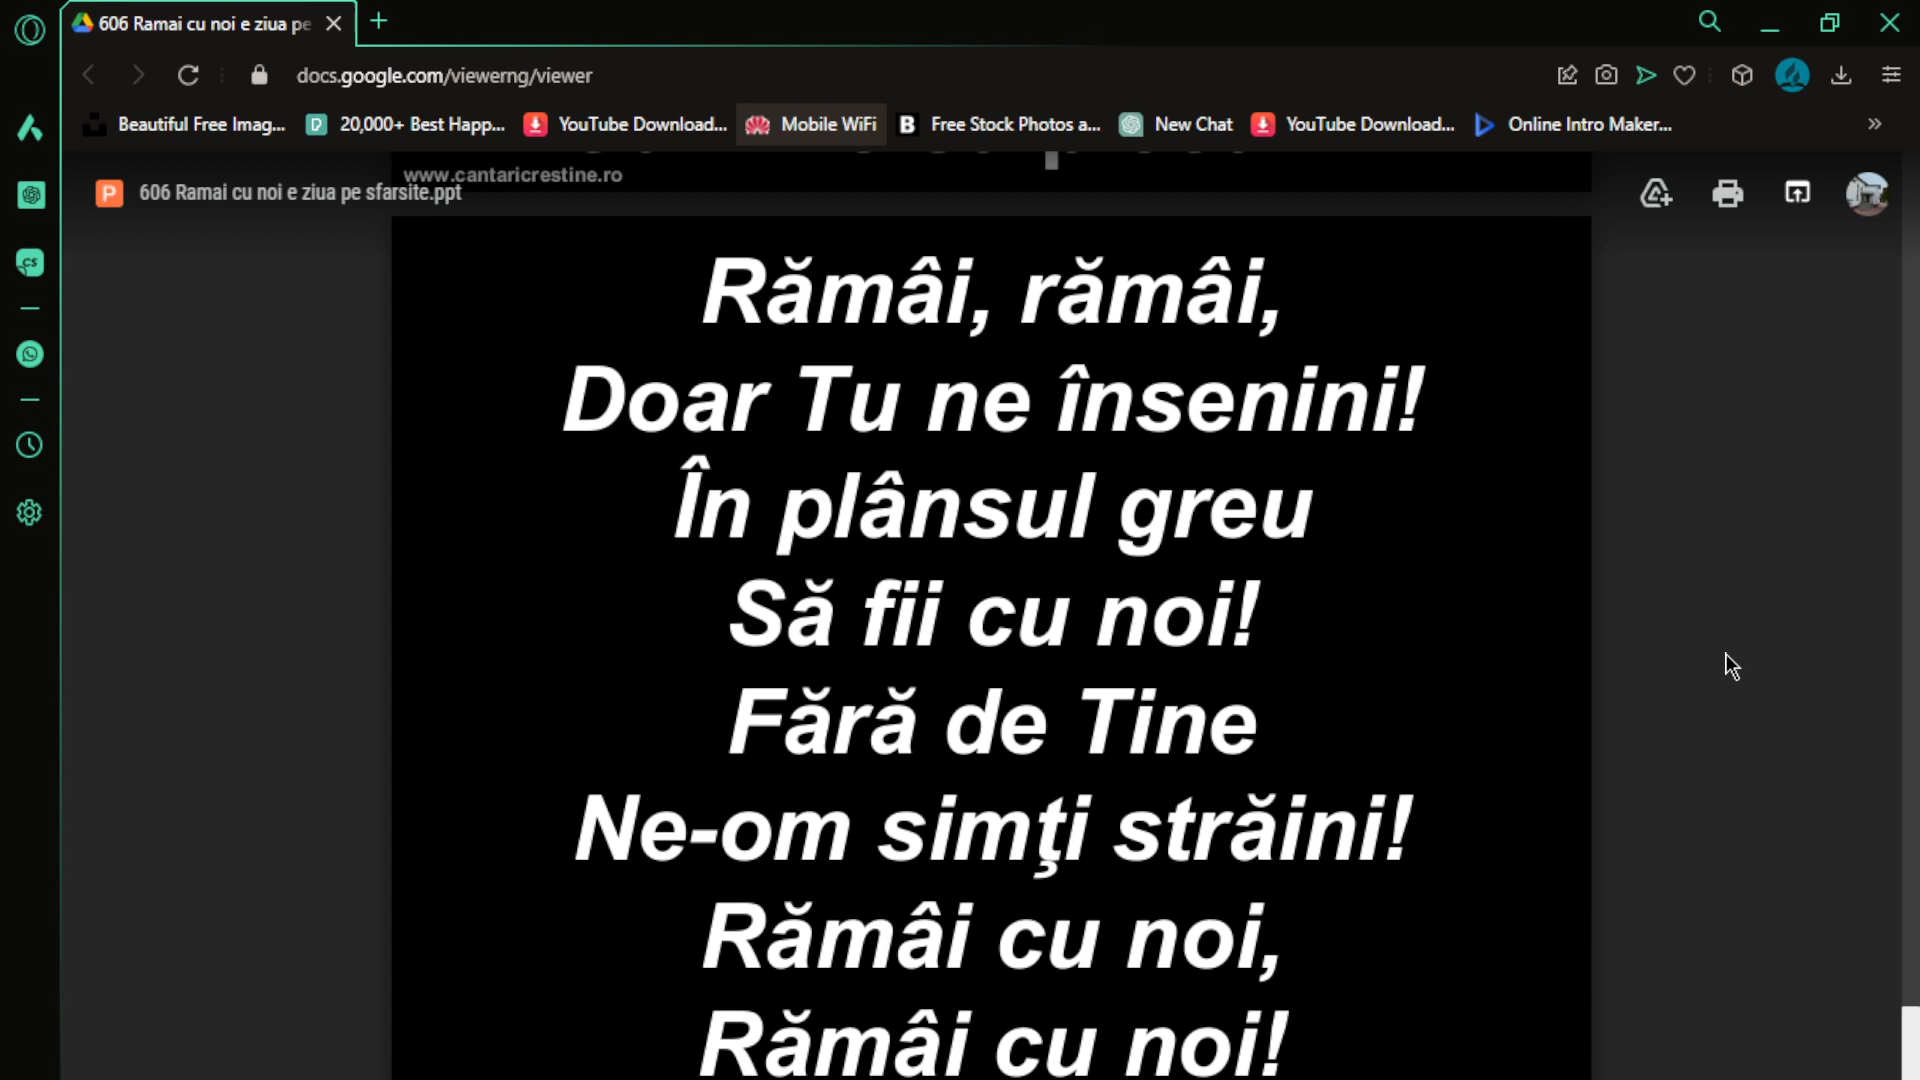 606 Ramai cu noi e ziua pe
docs.google.com/viewerng/viewer
Beautiful Free Imag... 20,000+ Best Happ... YouTube Download... Mobile WiFi Free Stock Photos a... New Chat YouTube Download... Online Intro Maker...
www.cantaricrestine.ro
606 Ramai cu noi e ziua pe sfarsite.ppt
Rămâi, rămâi,
Doar Tu ne însenini!
În plânsul greu
Să fii cu noi!
Fără de Tine
Ne-om simţi străini!
Rămâi cu noi,
Rămâi cu noi!